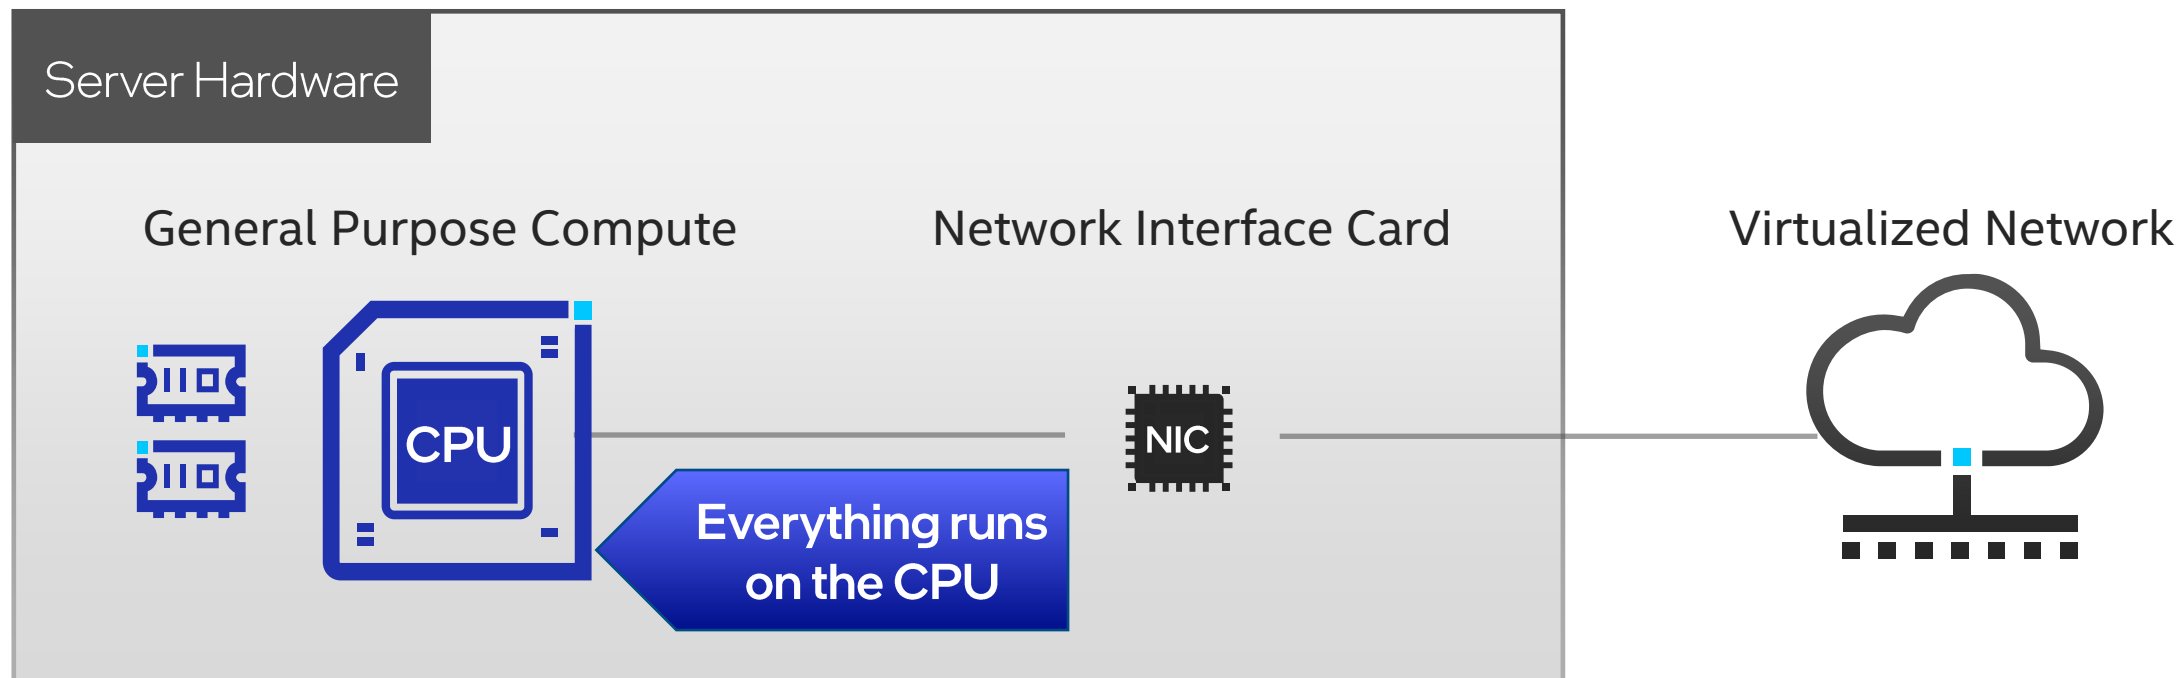 Server Hardware
General Purpose Compute
Network Interface Card
Virtualized Network
CPU
NIC
Everything runs
on the CPU